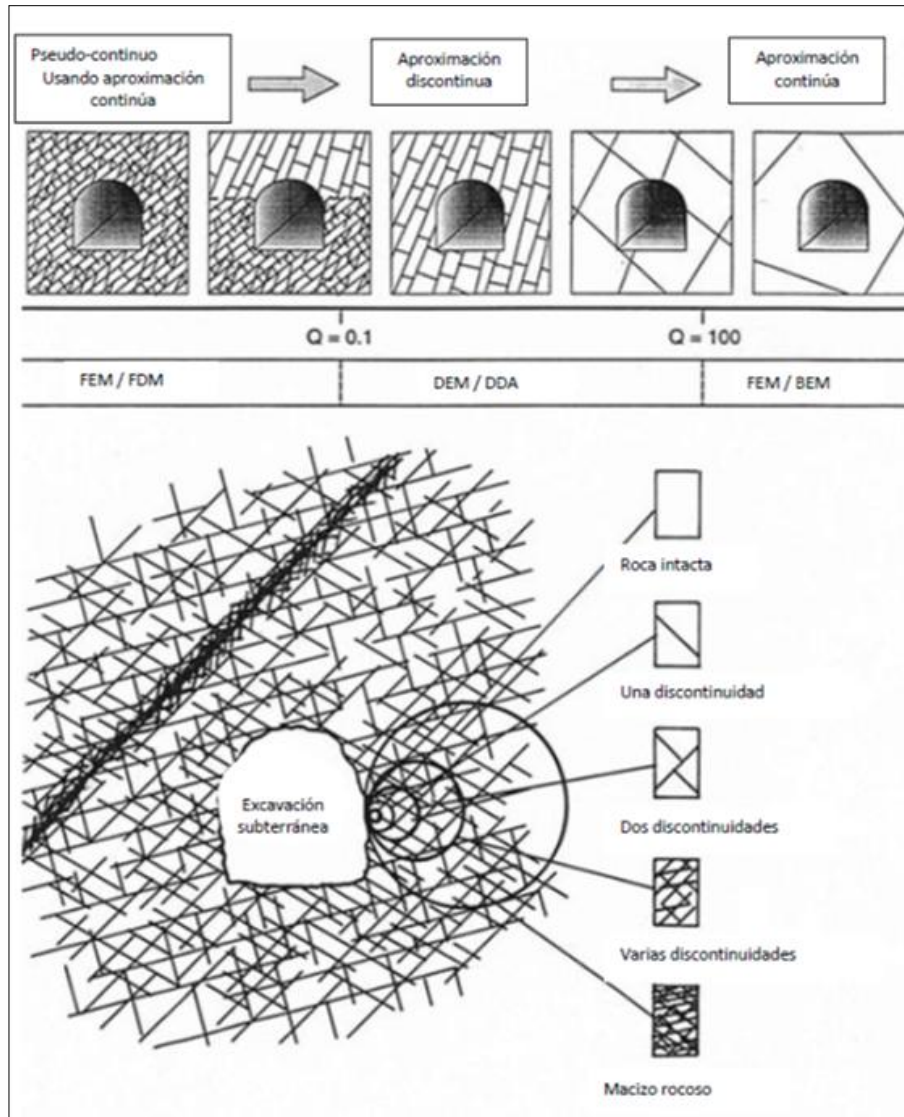 Pseudo-continuo
Usando aproximación
continúa
Aproximación
discontinua
Aproximación
continúa
Q = 0.1
Q = 100
FEM / FDM
DEM / DDA
FEM / BEM
Roca intacta
Una discontinuidad
Excavación
subterránea
Dos discontinuidades
Varias discontinuidades
Macizo rocoso